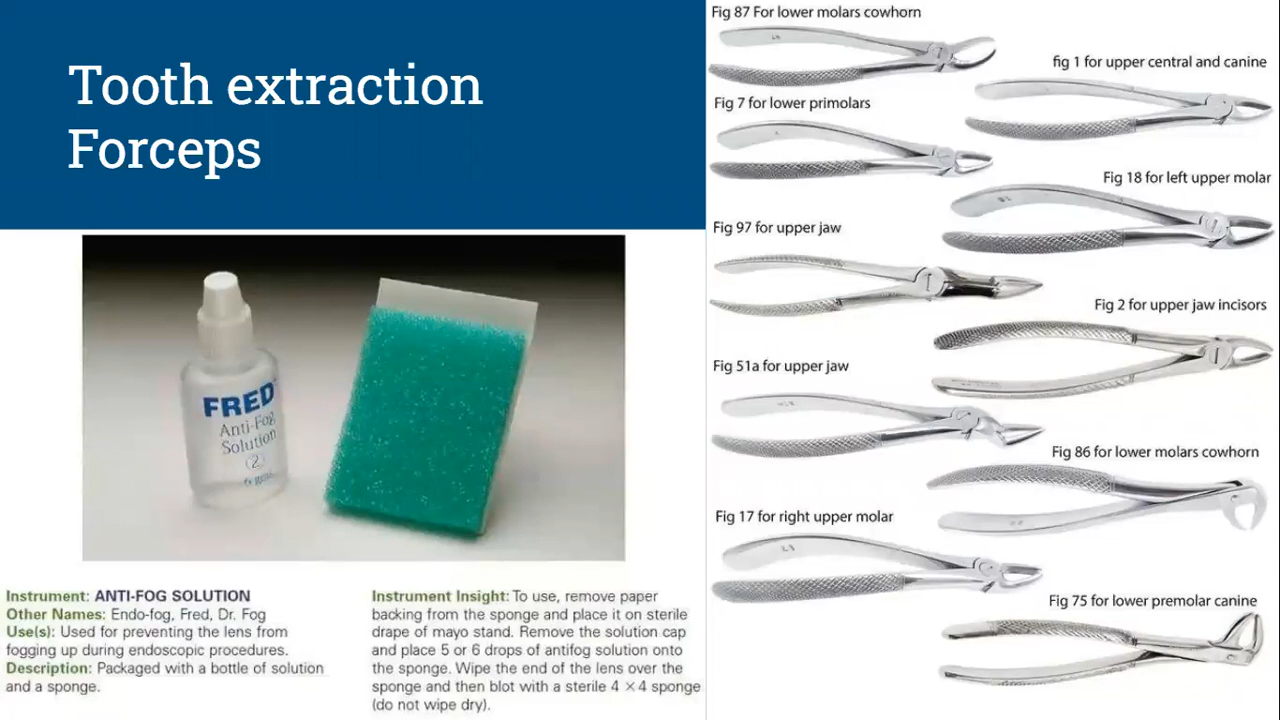 Tooth extraction
Forceps
FRED
Anti-Fog
Solution
(2)
Instrument: ANTI-FOG SOLUTION
Other Names: Endo-fog, Fred, Dr. Fog
Use(s): Used for preventing the lens from
fogging up during endoscopic procedures.
Description: Packaged with a bottle of solution
and a sponge.
Instrument Insight: To use, remove paper
backing from the sponge and place it on sterile
drape of mayo stand. Remove the solution cap
and place 5 or 6 drops of antifog solution onto
the sponge. Wipe the end of the lens over the
sponge and then blot with a sterile 4 ×4 sponge
(do not wipe dry).
Fig 87 For lower molars cowhorn
fig 1 for upper central and canine
Fig 7 for lower primolars
Fig 18 for left upper molar
Fig 97 for upper jaw
Fig 2 for upper jaw incisors
Fig 51a for upper jaw
Fig 86 for lower molars cowhorn
Fig 17 for right upper molar
Fig 75 for lower premolar canine